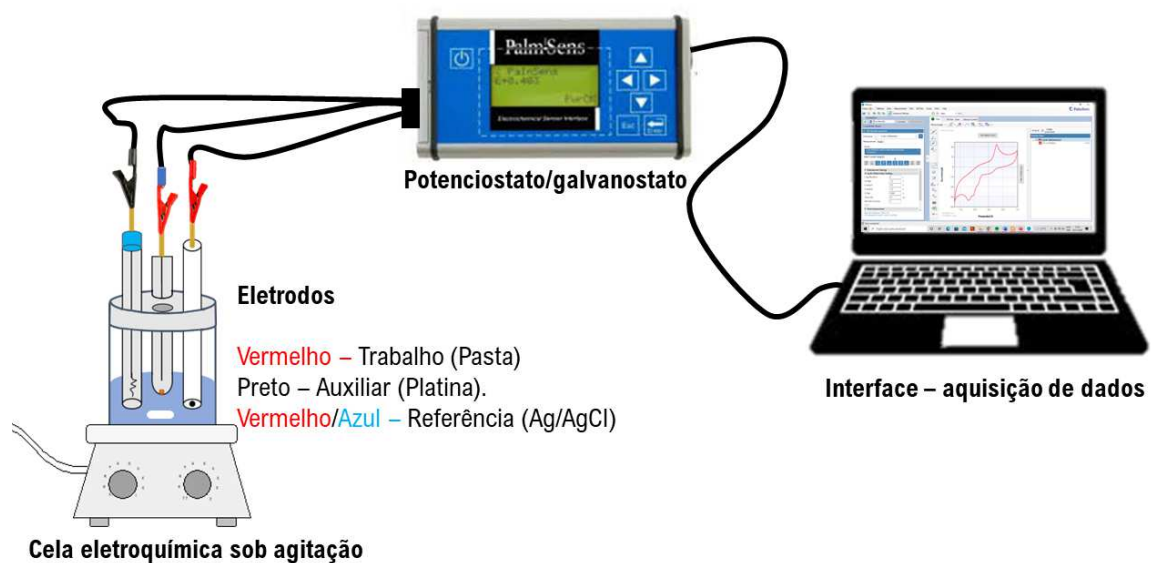 PalmSens
PalmSens
E+0.403
PwrOK
Electrochemical Sensor Interface
Esc
Potenciostato/galvanostato
Eletrodos
Vermelho – Trabalho (Pasta)
Preto – Auxiliar (Platina).
Vermelho/Azul – Referência (Ag/AgCl)
Interface – aquisição de dados
Cela eletroquímica sob agitação